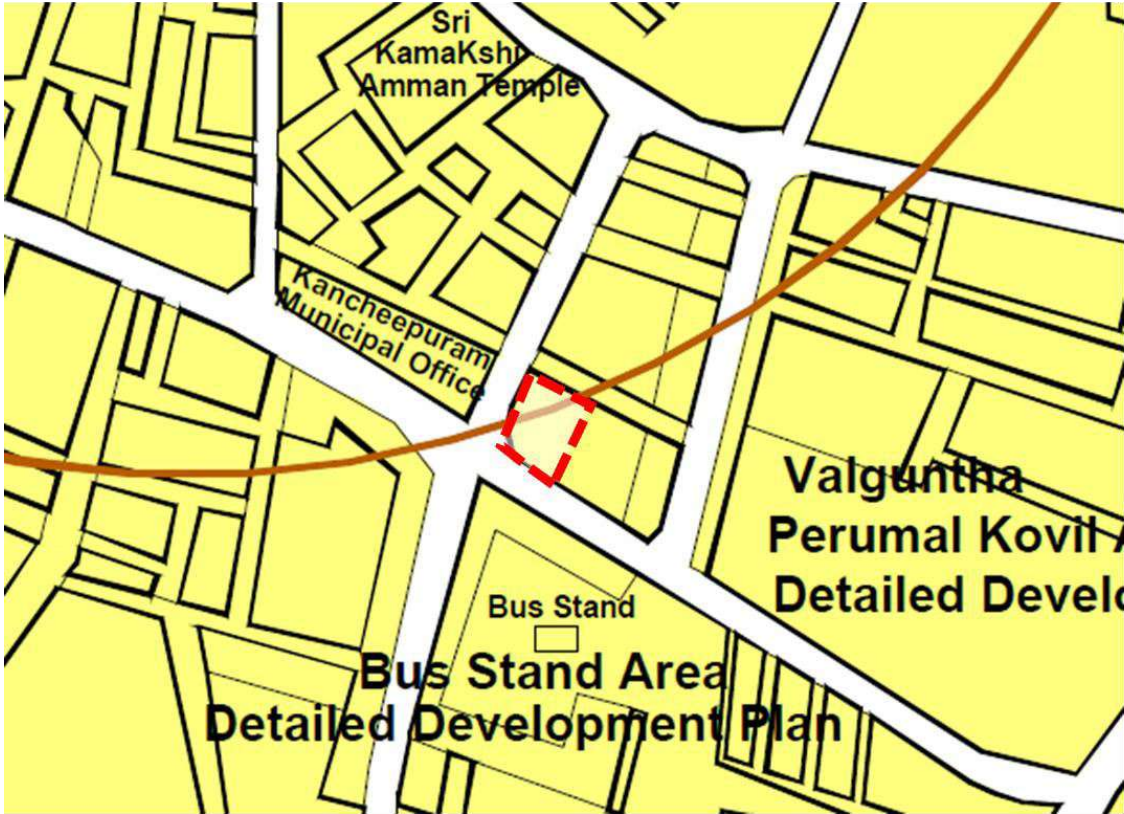 Sri
KamaKshi
Amman Temple
Kancheepuram
Municipal Office
Valguntha
Perumal Kovil
Detailed Develo
Bus Stand
Bus Stand Area
Detailed Development Plan